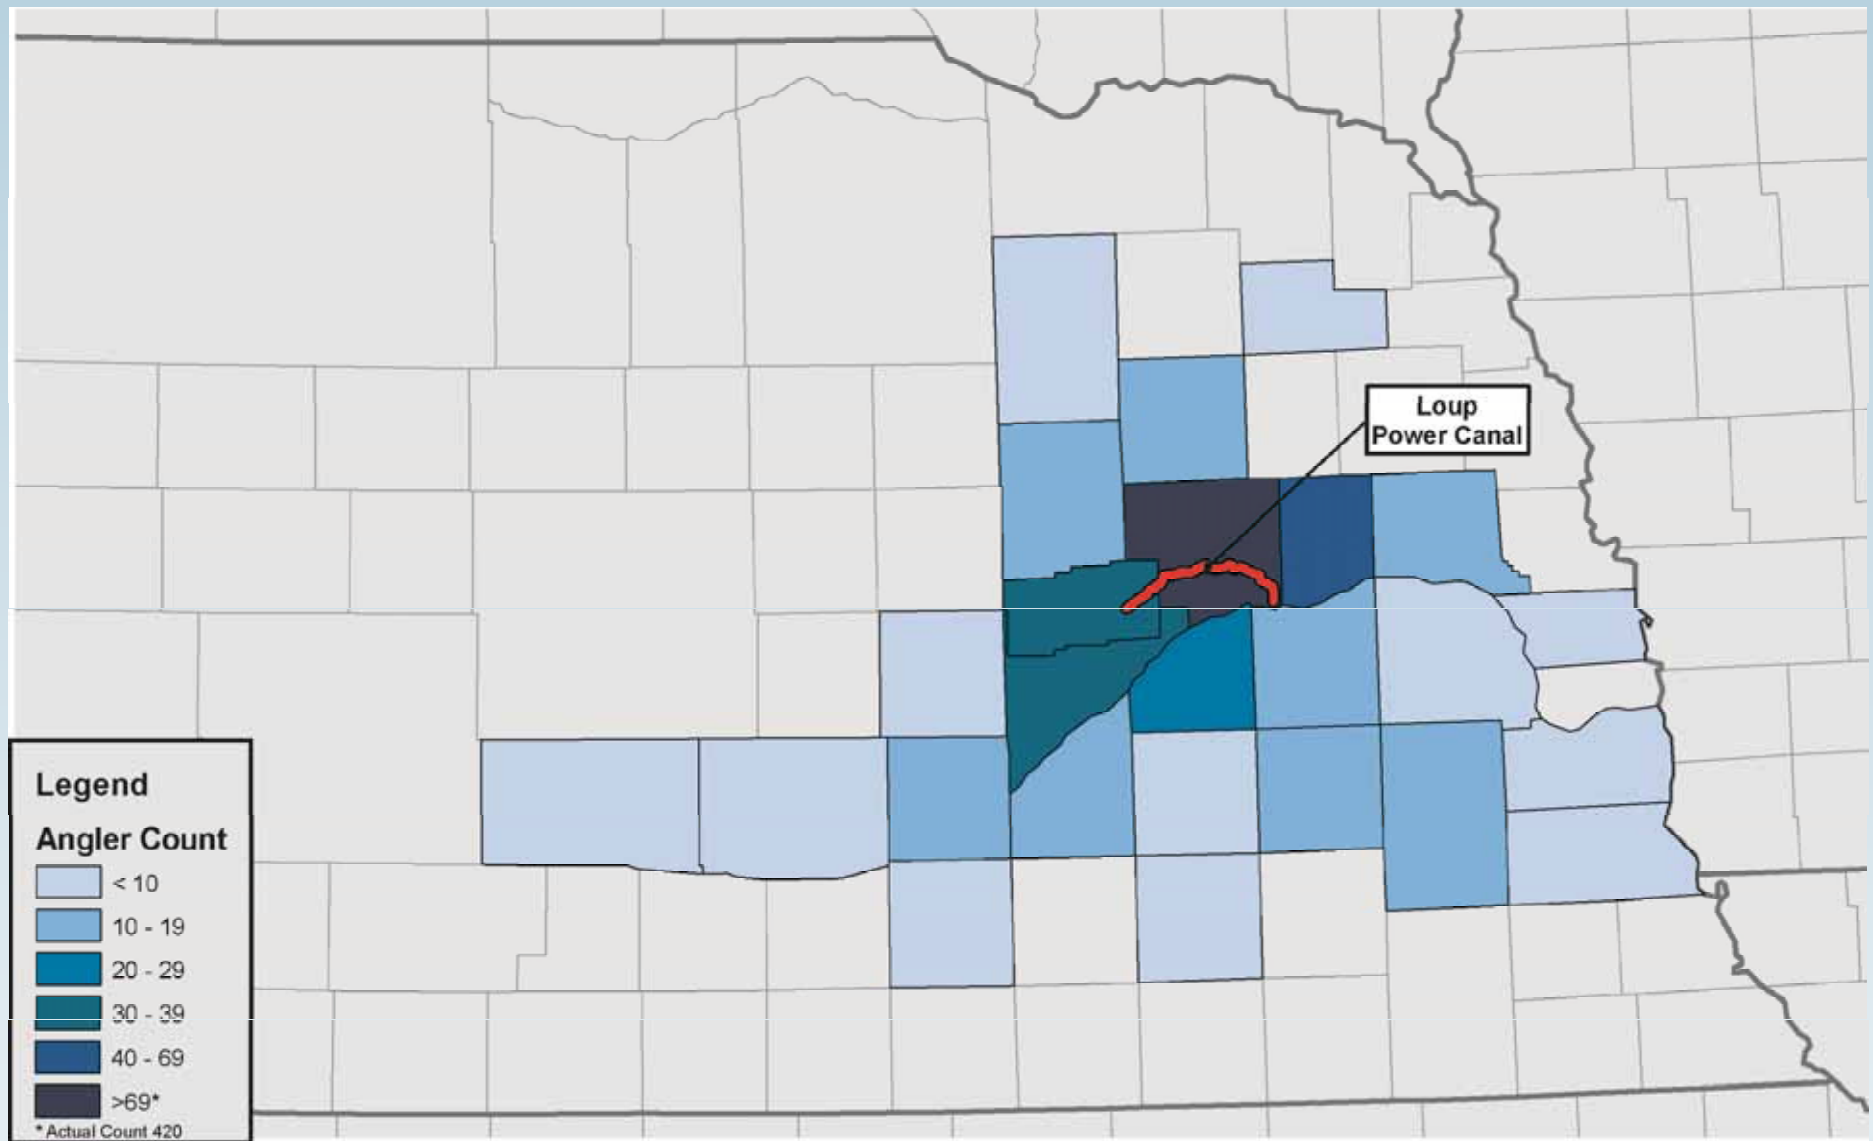 Loup
Power Canal
Legend
Angler Count
< 10
10 - 19
20 - 29
30 - 39
40 - 69
>69*
* Actual Count 420